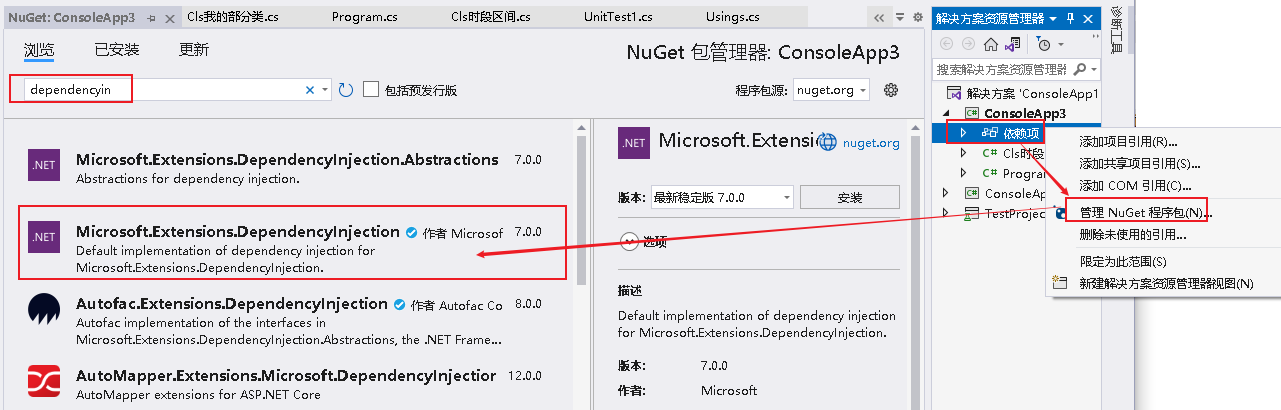 NuGet: ConsoleApp3
Cls我的部分类.cs
Program.cs
Cls时段区间.cs
UnitTest1.cs
Usings.cs
浏览
已安装
更新
NuGet 包管理器: ConsoleApp3
dependencyin
包括预发行版
程序包源:
nuget.org
.NET
Microsoft.Extensions.DependencyInjection.Abstractions
7.0.0
Abstractions for dependency injection.
.NET
Microsoft.Extensions.DependencyInjection
作者 Microsof
7.0.0
Default implementation of dependency injection for
Microsoft.Extensions.DependencyInjection.
Autofac.Extensions.DependencyInjection
作者 Autofac Co
8.0.0
Autofac implementation of the interfaces in
Microsoft.Extensions.DependencyInjection.Abstractions, the .NET Frame...
AutoMapper.Extensions.Microsoft.DependencyInjection
12.0.0
AutoMapper extensions for ASP.NET Core
.NET
Microsoft.Extensi
nuget.org
版本:
最新稳定版 7.0.0
安装
选项
描述
Default implementation of dependency injection
for Microsoft.Extensions.DependencyInjection.
版本:
7.0.0
作者:
Microsoft
解决方案资源管理器
搜索解决方案资源管理器
解决方案 'ConsoleApp1
ConsoleApp3
依赖项
C# Cls时段
C# Program
ConsoleAp
TestProject
添加项目引用(R)...
添加共享项目引用(S)...
添加 COM 引用(C)...
管理 NuGet 程序包(N)...
删除未使用的引用...
限定为此范围(S)
新建解决方案资源管理器视图(N)
诊断工具